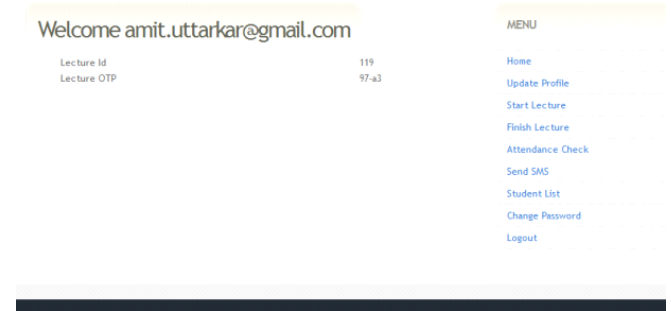 Welcome amit.uttarkar@gmail.com
Lecture Id 119
Lecture OTP 97-a3
MENU
Home
Update Profile
Start Lecture
Finish Lecture
Attendance Check
Send SMS
Student List
Change Password
Logout